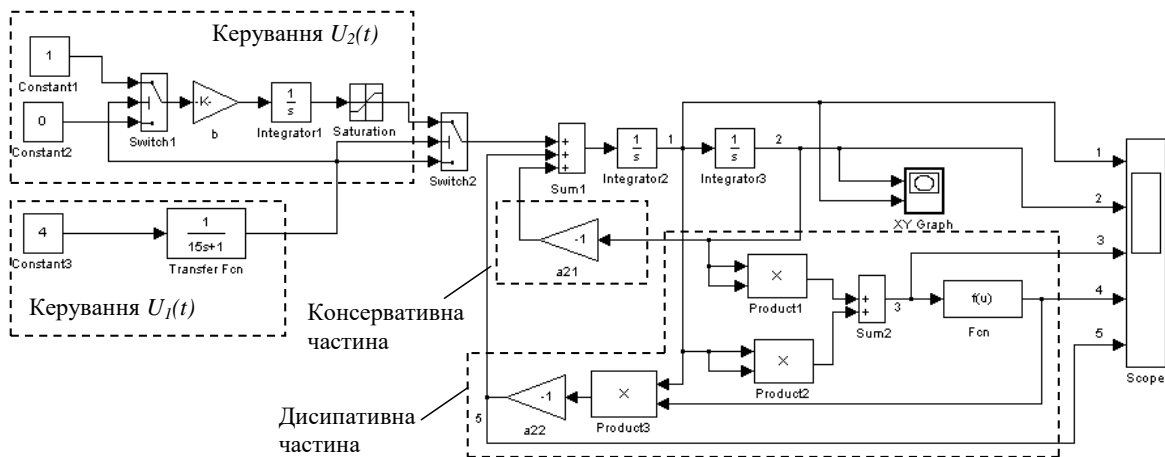 Керування U₂(t)
1
Constant1
0
Constant2
Switch1
-K-
b
1
s
Integrator1
Saturation
Switch2
4
Constant3
1
15s+1
Transfer Fcn
Керування U₁(t)
+
+
+
Sum1
1
s
Integrator2
1
1
s
Integrator3
2
XY Graph
-1
a21
Консервативна
частина
×
Product1
×
Product2
+
+
Sum2
3
f(u)
Fcn
×
Product3
-1
a22
5
Дисипативна
частина
1
2
3
4
5
Scope